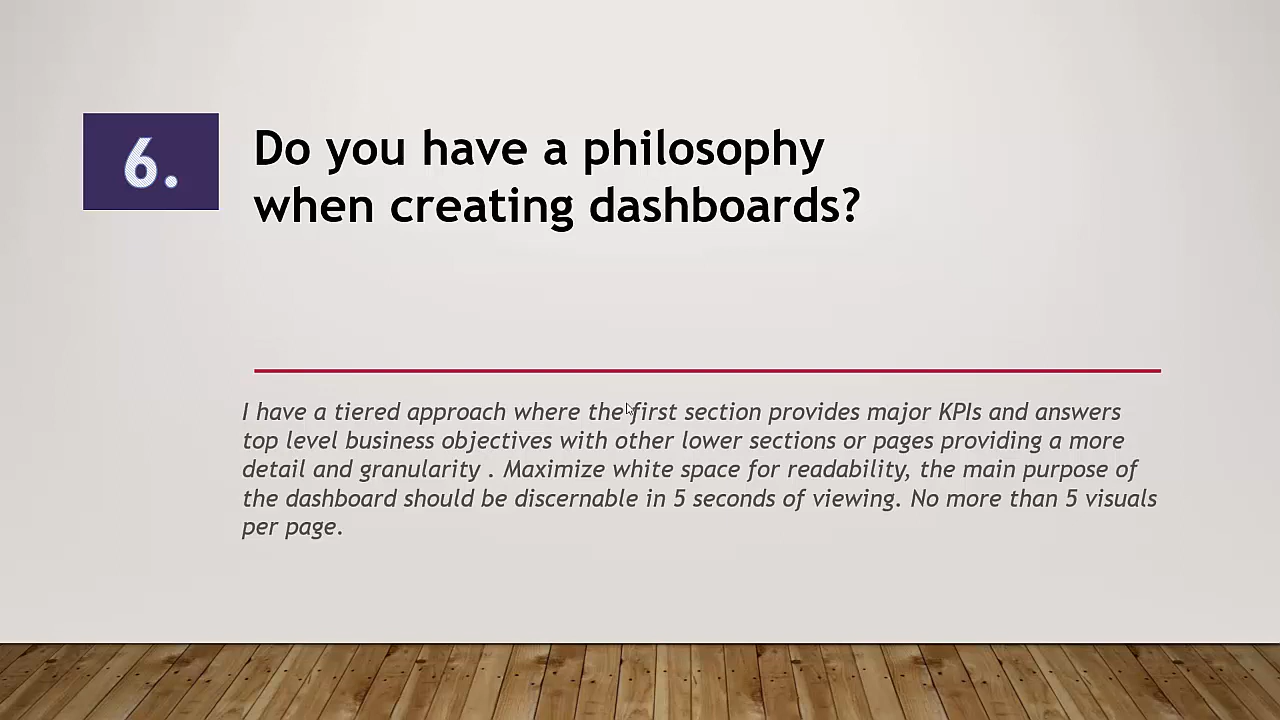 6.
Do you have a philosophy
when creating dashboards?
I have a tiered approach where the first section provides major KPIs and answers
top level business objectives with other lower sections or pages providing a more
detail and granularity . Maximize white space for readability, the main purpose of
the dashboard should be discernable in 5 seconds of viewing. No more than 5 visuals
per page.